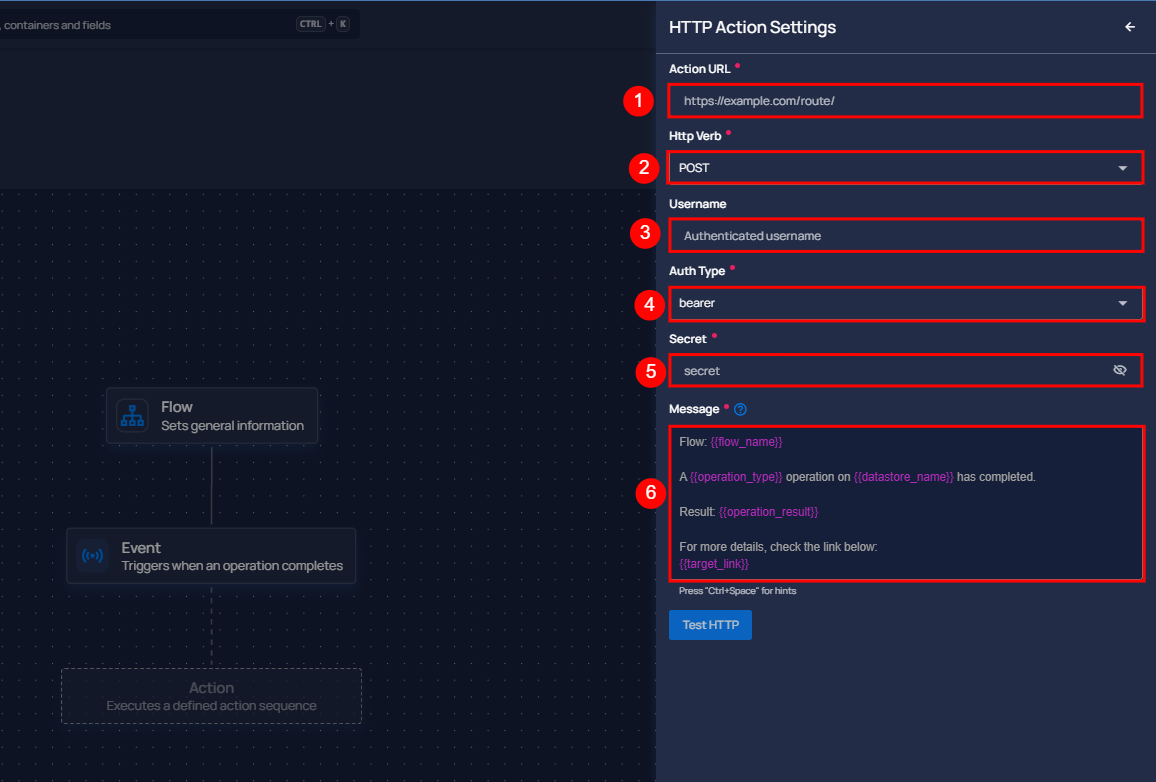 , containers and fields CTRL + K
HTTP Action Settings
Action URL *
1
https://example.com/route/
Http Verb *
2
POST
Username
3
Authenticated username
Auth Type *
4
bearer
Secret *
5
secret
Message * ?
6
Flow: {{flow_name}}
A {{operation_type}} operation on {{datastore_name}} has completed.
Result: {{operation_result}}
For more details, check the link below:
{{target_link}}
Press "Ctrl+Space" for hints
Test HTTP
Flow
Sets general information
Event
Triggers when an operation completes
Action
Executes a defined action sequence